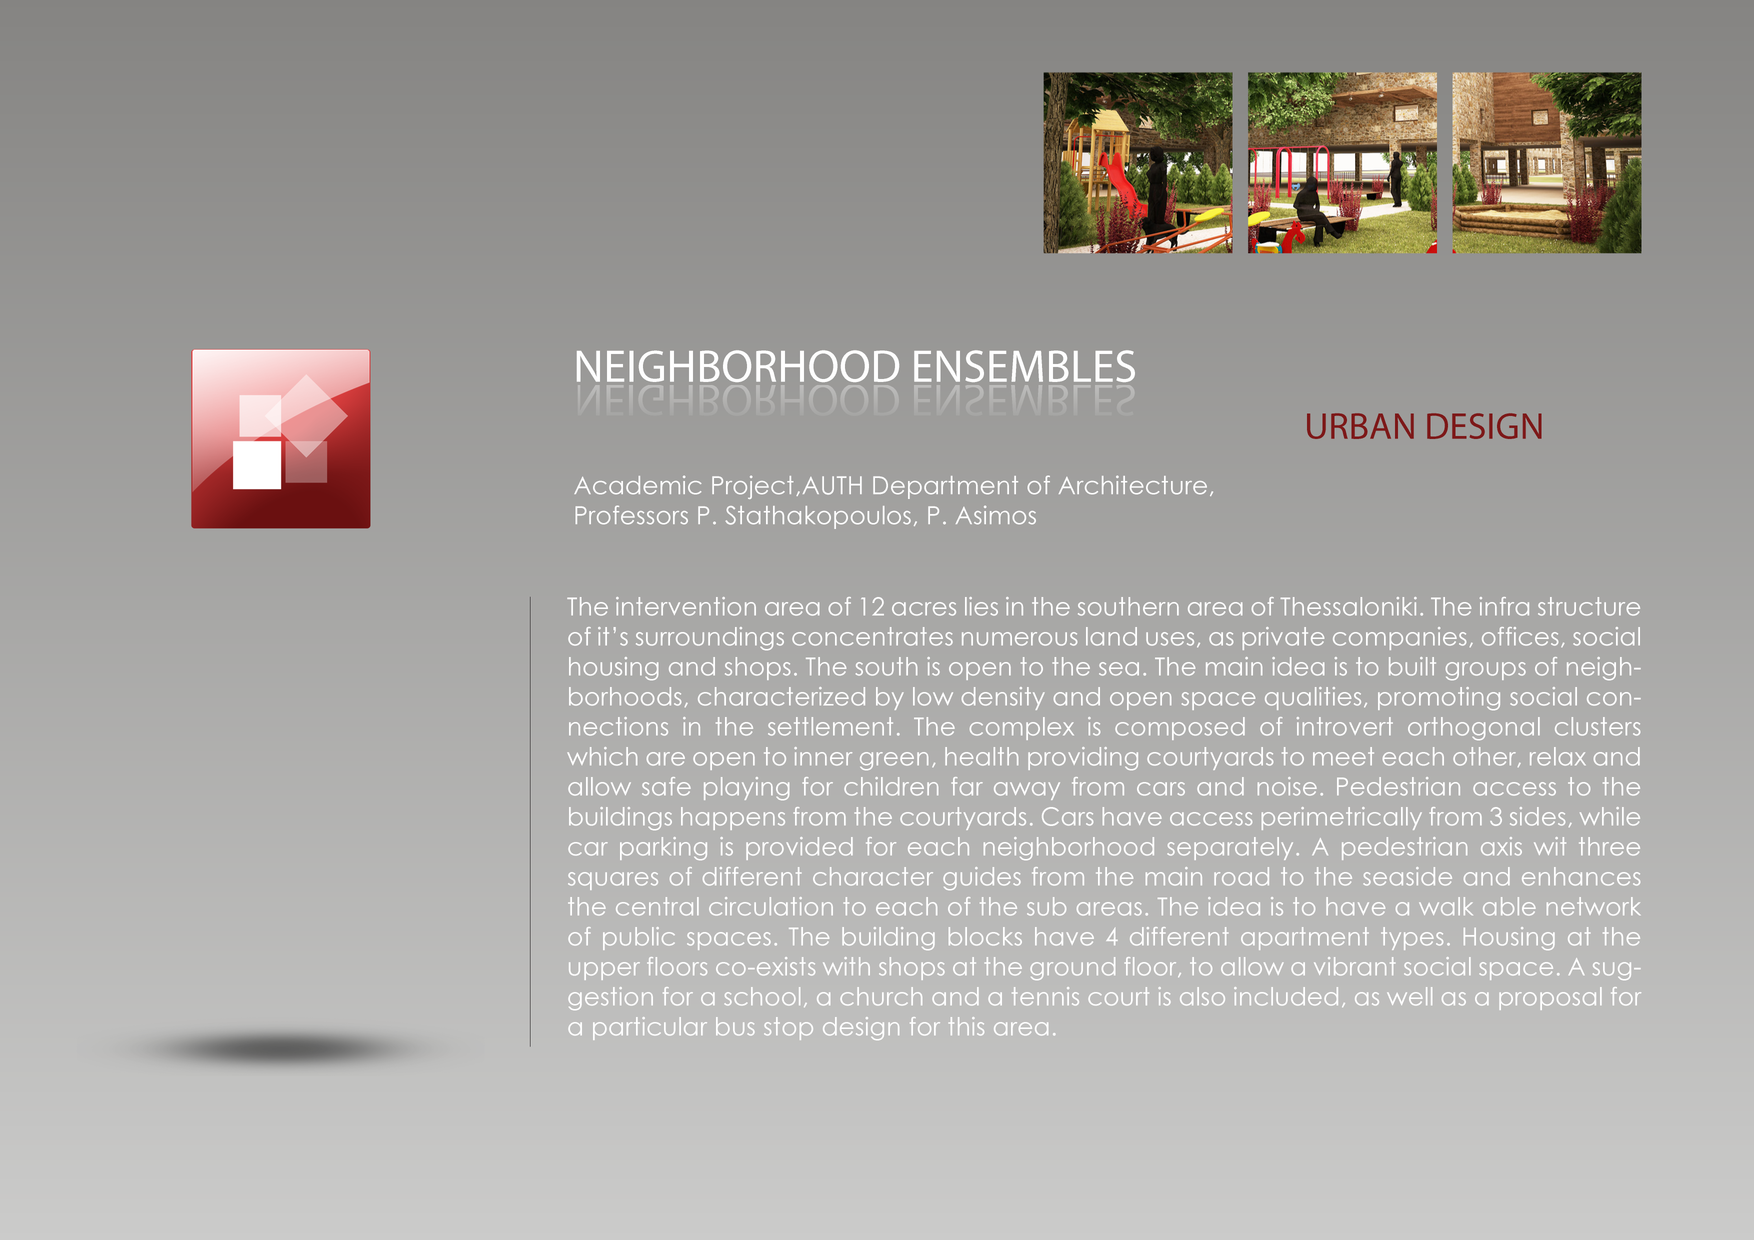 NEIGHBORHOOD ENSEMBLES
URBAN DESIGN
Academic Project,AUTH Department of Architecture,
Professors P. Stathakopoulos, P. Asimos
The intervention area of 12 acres lies in the southern area of Thessaloniki. The infra structure
of it’s surroundings concentrates numerous land uses, as private companies, offices, social
housing and shops. The south is open to the sea. The main idea is to built groups of neigh-
borhoods, characterized by low density and open space qualities, promoting social con-
nections in the settlement. The complex is composed of introvert orthogonal clusters
which are open to inner green, health providing courtyards to meet each other, relax and
allow safe playing for children far away from cars and noise. Pedestrian access to the
buildings happens from the courtyards. Cars have access perimetrically from 3 sides, while
car parking is provided for each neighborhood separately. A pedestrian axis wit three
squares of different character guides from the main road to the seaside and enhances
the central circulation to each of the sub areas. The idea is to have a walk able network
of public spaces. The building blocks have 4 different apartment types. Housing at the
upper floors co-exists with shops at the ground floor, to allow a vibrant social space. A sug-
gestion for a school, a church and a tennis court is also included, as well as a proposal for
a particular bus stop design for this area.